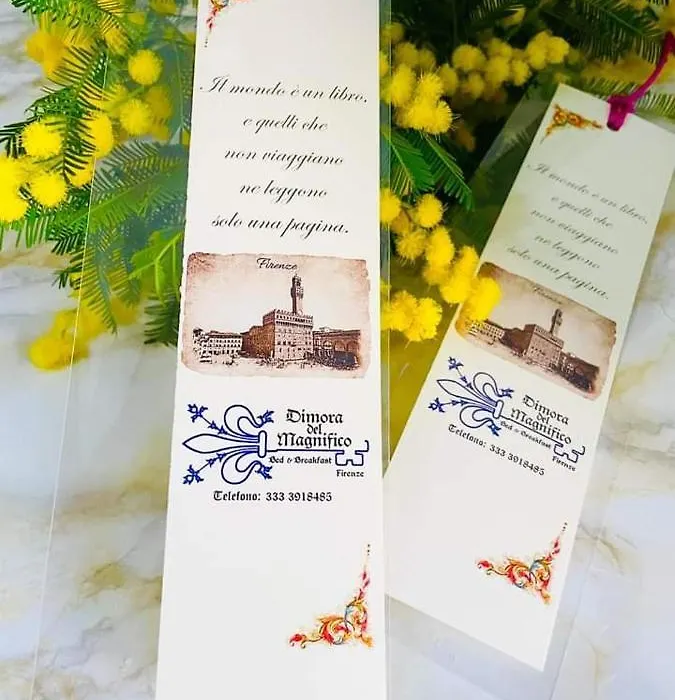 Il mondo è un libro,
e quelli che
non viaggiano
ne leggono
solo una pagina.
Firenze
Dimora
del
Magnifico
Bed & Breakfast
Firenze
Telefono: 333 3918485
Il mondo è un libro,
e quelli che
non viaggiano
ne leggono
solo una pagina.
Firenze
Dimora
del
Magnifico
Bed & Breakfast
Firenze
Telefono: 333 3918485